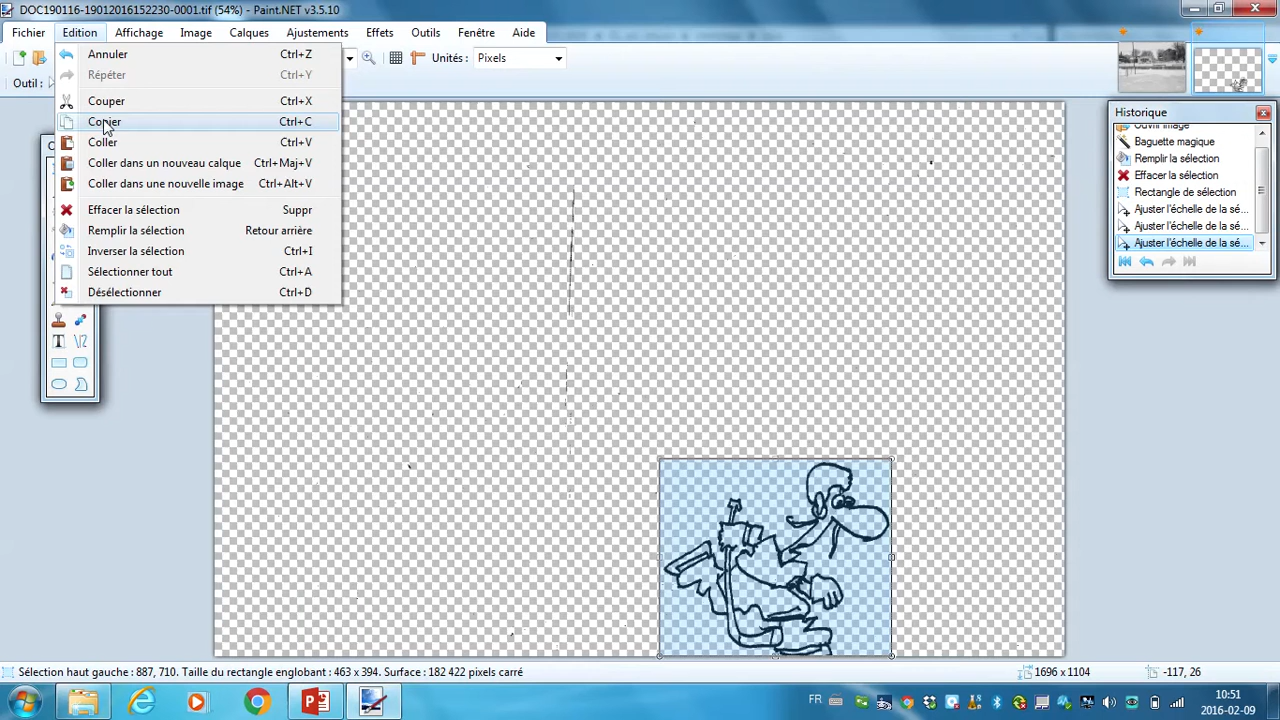 DOC190116-19012016152230-0001.tif (54%) - Paint.NET v3.5.10
Fichier Edition Affichage Image Calques Ajustements Effets Outils Fenêtre Aide
Unités : Pixels
Outil :
Annuler Ctrl+Z
Répéter Ctrl+Y
Couper Ctrl+X
Copier Ctrl+C
Coller Ctrl+V
Coller dans un nouveau calque Ctrl+Maj+V
Coller dans une nouvelle image Ctrl+Alt+V
Effacer la sélection Suppr
Remplir la sélection Retour arrière
Inverser la sélection Ctrl+I
Sélectionner tout Ctrl+A
Désélectionner Ctrl+D
Historique
Ouvrir image
Baguette magique
Remplir la sélection
Effacer la sélection
Rectangle de sélection
Ajuster l'échelle de la sé...
Ajuster l'échelle de la sé...
Ajuster l'échelle de la sé...
Sélection haut gauche : 887, 710. Taille du rectangle englobant : 463 x 394. Surface : 182 422 pixels carré
1696 x 1104
-117, 26
FR
10:51
2016-02-09